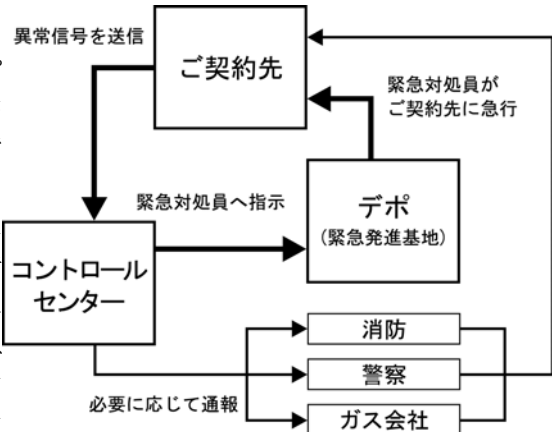 異常信号を送信
ご契約先
緊急対処員が
ご契約先に急行
緊急対処員へ指示
デポ
(緊急発進基地)
コントロール
センター
消防
警察
必要に応じて通報
ガス会社